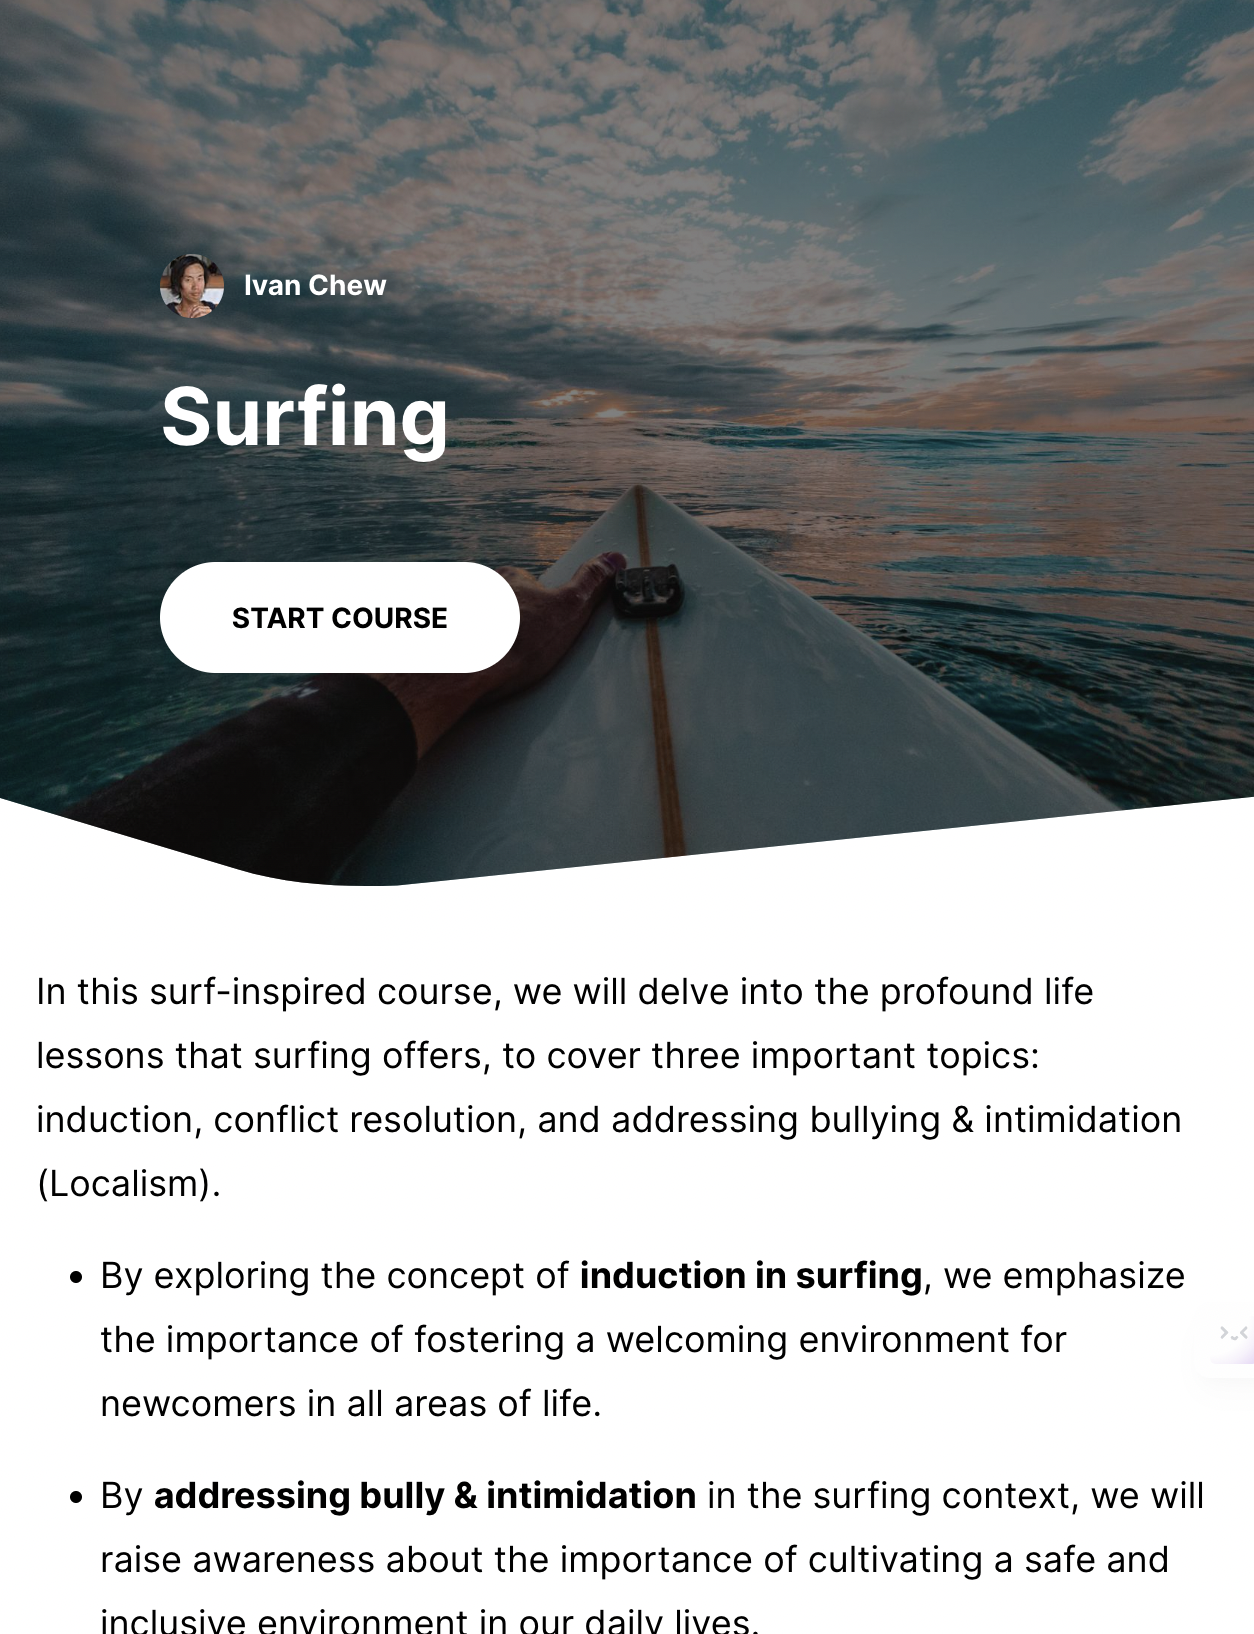 Ivan Chew
Surfing
START COURSE
In this surf-inspired course, we will delve into the profound life
lessons that surfing offers, to cover three important topics:
induction, conflict resolution, and addressing bullying & intimidation
(Localism).
• By exploring the concept of induction in surfing, we emphasize
the importance of fostering a welcoming environment for
newcomers in all areas of life.
• By addressing bully & intimidation in the surfing context, we will
raise awareness about the importance of cultivating a safe and
inclusive environment in our daily lives.